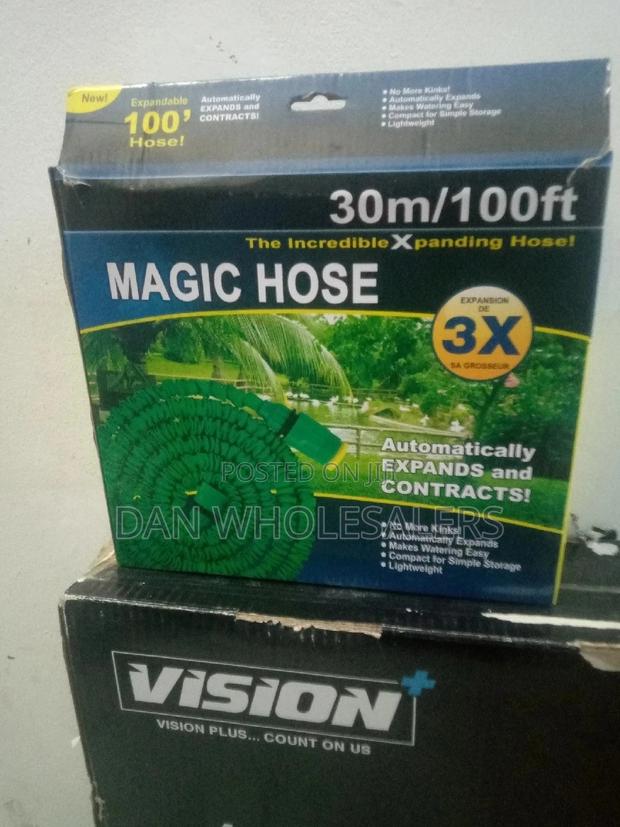 New!
Expandable
100'
Hose!
Automatically
EXPANDS and
CONTRACTS!
• No More Kinks!
• Automatically Expands
• Makes Watering Easy
• Compact for Simple Storage
• Lightweight
30m/100ft
The Incredible Xpanding Hose!
MAGIC HOSE
EXPANSION
DE
3X
SA GROSSEUR
Automatically
EXPANDS and
CONTRACTS!
POSTED ON JIJI
DAN WHOLESALERS
• No More Kinks!
• Automatically Expands
• Makes Watering Easy
• Compact for Simple Storage
• Lightweight
VISION+
VISION PLUS... COUNT ON US